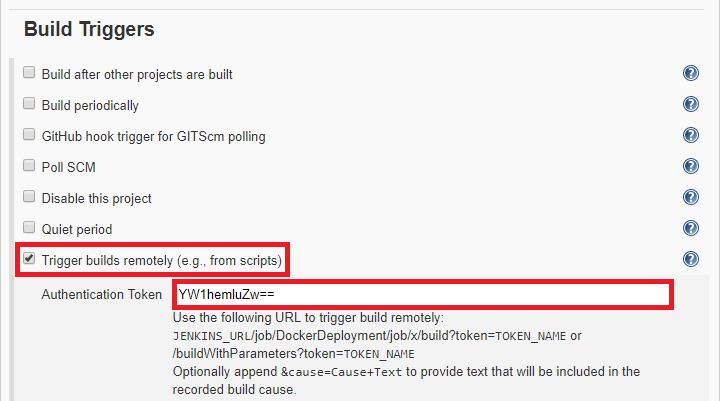 Build Triggers
Build after other projects are built
Build periodically
GitHub hook trigger for GITScm polling
Poll SCM
Disable this project
Quiet period
Trigger builds remotely (e.g., from scripts)
Authentication Token YW1hemluZw==
Use the following URL to trigger build remotely:
JENKINS_URL/job/DockerDeployment/job/x/build?token=TOKEN_NAME or
/buildWithParameters?token=TOKEN_NAME
Optionally append &cause=Cause+Text to provide text that will be included in the
recorded build cause.